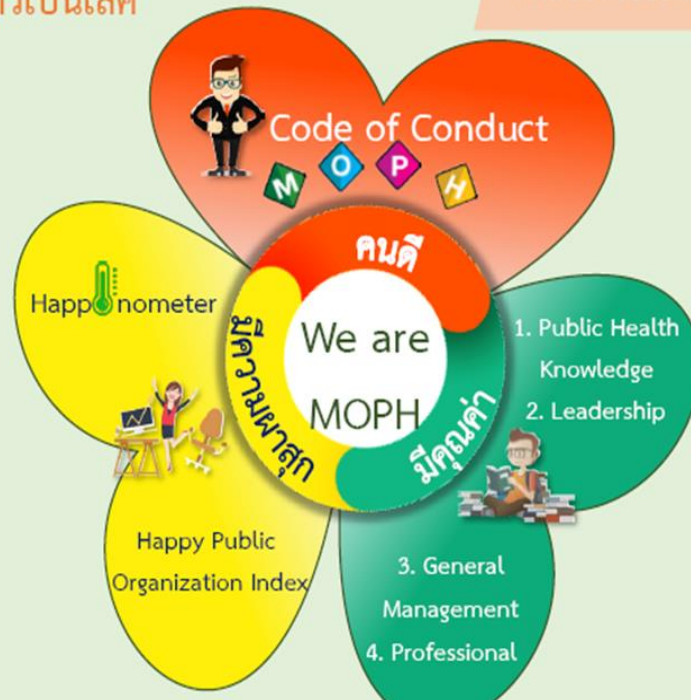 Code of Conduct
M O P H
คนดี
Happinometer
มีความผาสุก
We are
MOPH
มีคุณค่า
1. Public Health
Knowledge
2. Leadership
Happy Public
Organization Index
3. General
Management
4. Professional